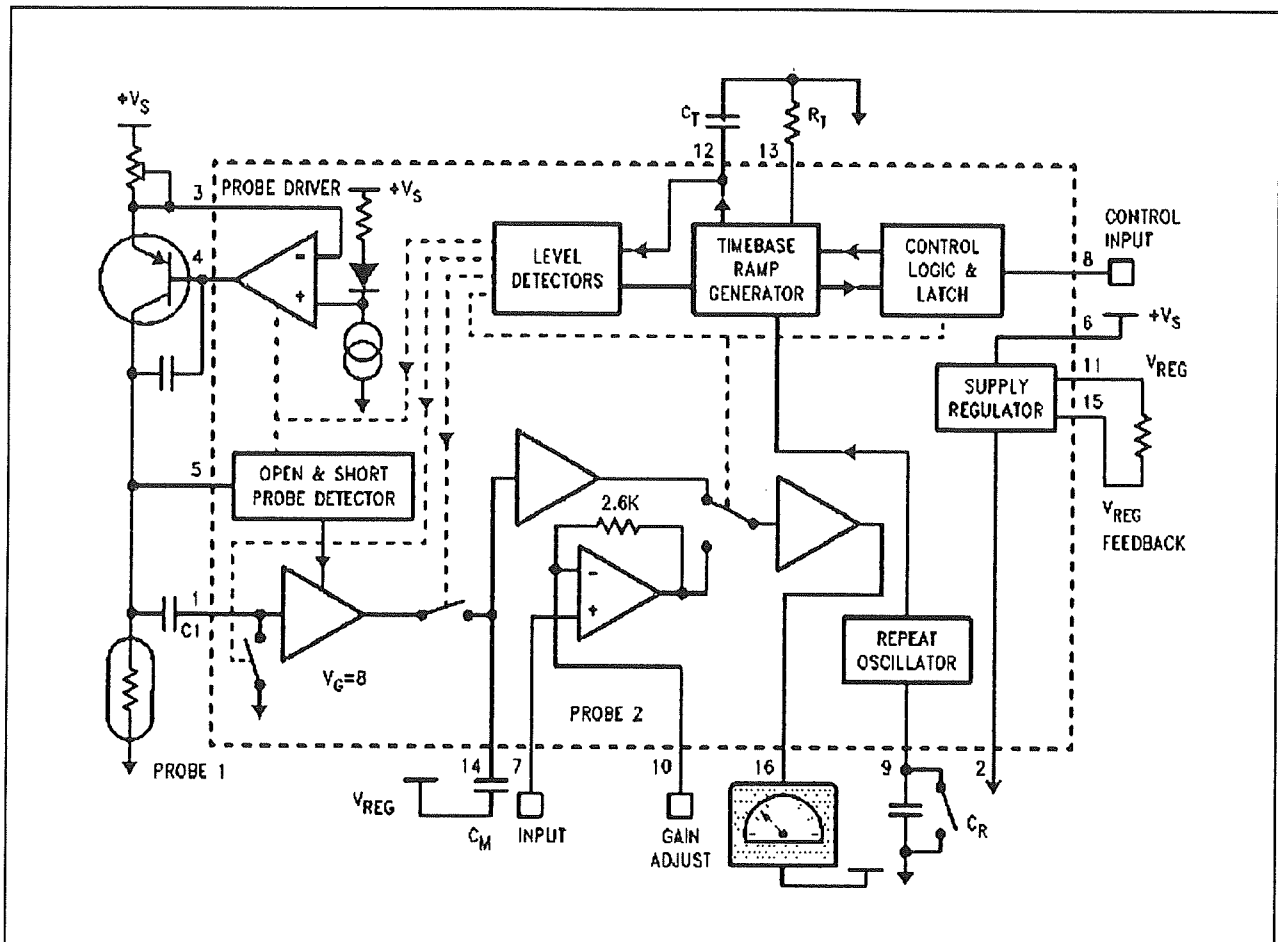 +VS
CT
RT
12
13
3
PROBE DRIVER
+VS
4
LEVEL
DETECTORS
TIMEBASE
RAMP
GENERATOR
CONTROL
LOGIC &
LATCH
CONTROL
INPUT
8
6
+VS
-
+
11
VREG
SUPPLY
REGULATOR
15
5
OPEN & SHORT
PROBE DETECTOR
2.6K
VREG
FEEDBACK
-
+
1
C1
VG=8
REPEAT
OSCILLATOR
PROBE 2
PROBE 1
14
7
10
16
9
2
VREG
CM
INPUT
GAIN
ADJUST
CR